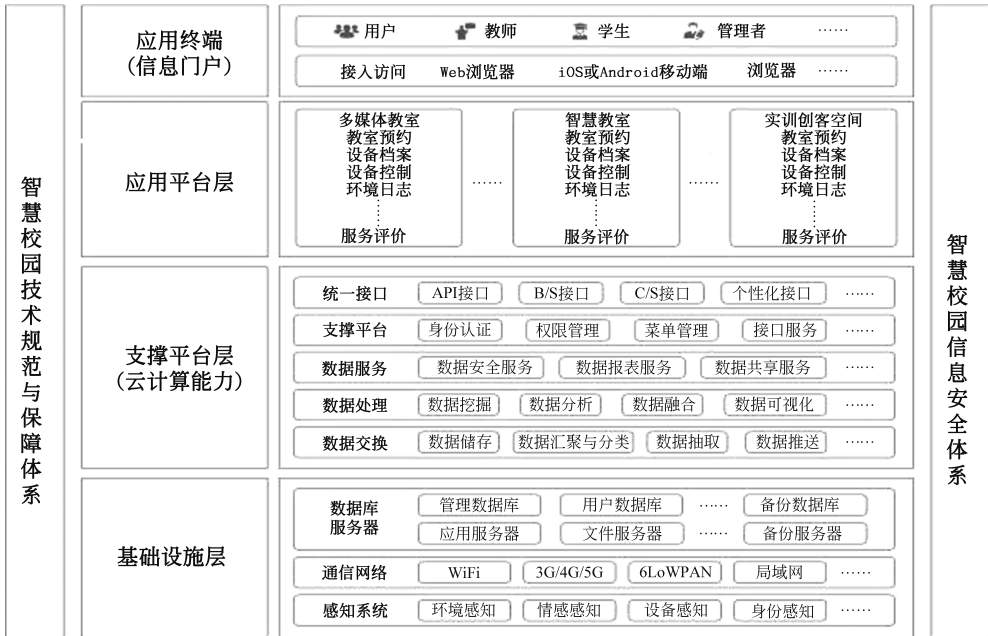 智慧校园技术规范与保障体系
应用终端
(信息门户)
用户 教师 学生 管理者 ……
接入访问 Web浏览器 iOS或Android移动端 浏览器 ……
应用平台层
多媒体教室
教室预约
设备档案
设备控制
环境日志
……
服务评价
……
智慧教室
教室预约
设备档案
设备控制
环境日志
……
服务评价
……
实训创客空间
教室预约
设备档案
设备控制
环境日志
……
服务评价
支撑平台层
(云计算能力)
统一接口 API接口 B/S接口 C/S接口 个性化接口 ……
支撑平台 身份认证 权限管理 菜单管理 接口服务 ……
数据服务 数据安全服务 数据报表服务 数据共享服务 ……
数据处理 数据挖掘 数据分析 数据融合 数据可视化 ……
数据交换 数据储存 数据汇聚与分类 数据抽取 数据推送 ……
基础设施层
数据库
服务器
管理数据库 用户数据库 …… 备份数据库
应用服务器 文件服务器 …… 备份服务器
通信网络 WiFi 3G/4G/5G 6LoWPAN 局域网 ……
感知系统 环境感知 情感感知 设备感知 身份感知 ……
智慧校园信息安全体系